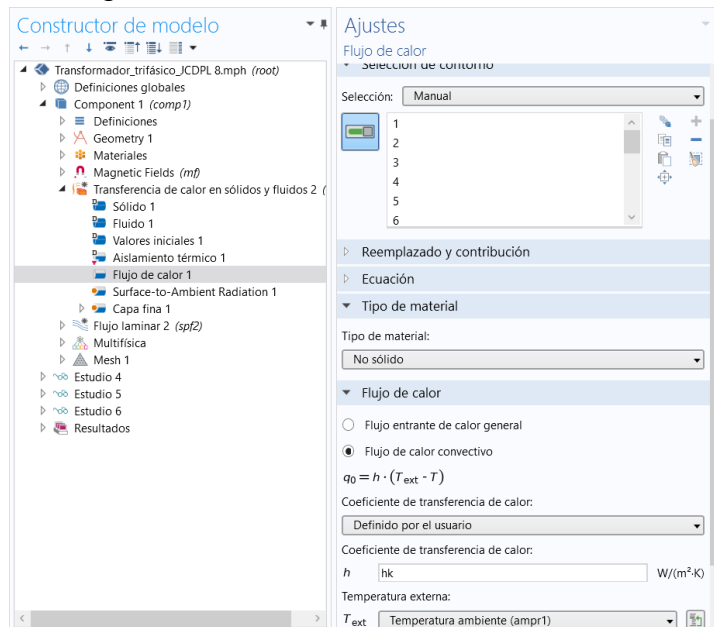 Constructor de modelo
Transformador_trifásico_JCDPL 8.mph (root)
Definiciones globales
Component 1 (comp1)
Definiciones
Geometry 1
Materiales
Magnetic Fields (mf)
Transferencia de calor en sólidos y fluidos 2 (
Sólido 1
Fluido 1
Valores iniciales 1
Aislamiento térmico 1
Flujo de calor 1
Surface-to-Ambient Radiation 1
Capa fina 1
Flujo laminar 2 (spf2)
Multifísica
Mesh 1
Estudio 4
Estudio 5
Estudio 6
Resultados
Ajustes
Flujo de calor
Selección de contorno
Selección: Manual
1
2
3
4
5
6
Reemplazado y contribución
Ecuación
Tipo de material
Tipo de material:
No sólido
Flujo de calor
Flujo entrante de calor general
Flujo de calor convectivo
q₀ = h · (T_ext - T)
Coeficiente de transferencia de calor:
Definido por el usuario
Coeficiente de transferencia de calor:
h hk W/(m²·K)
Temperatura externa:
T_ext Temperatura ambiente (ampr1)